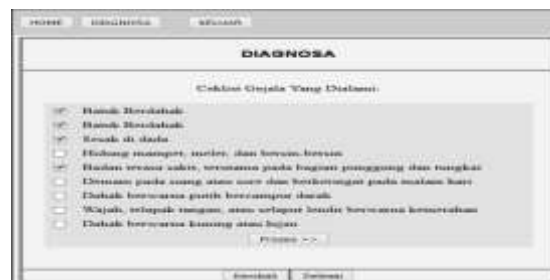 HOME DIAGNOSA KELUAR
DIAGNOSA
Ceklist Gejala Yang Dialami:
Batuk Berdahak
Batuk Berdahak
Sesak di dada
Hidung mampet, meler, dan bersin-bersin
Badan terasa sakit, terutama pada bagian punggung dan tungkai
Demam pada siang atau sore dan berkeringat pada malam hari
Dahak berwarna putih bercampur darah
Wajah, telapak tangan, atau selaput lendir berwarna kemerahan
Dahak berwarna kuning atau hijau
Proses ->
Kembali